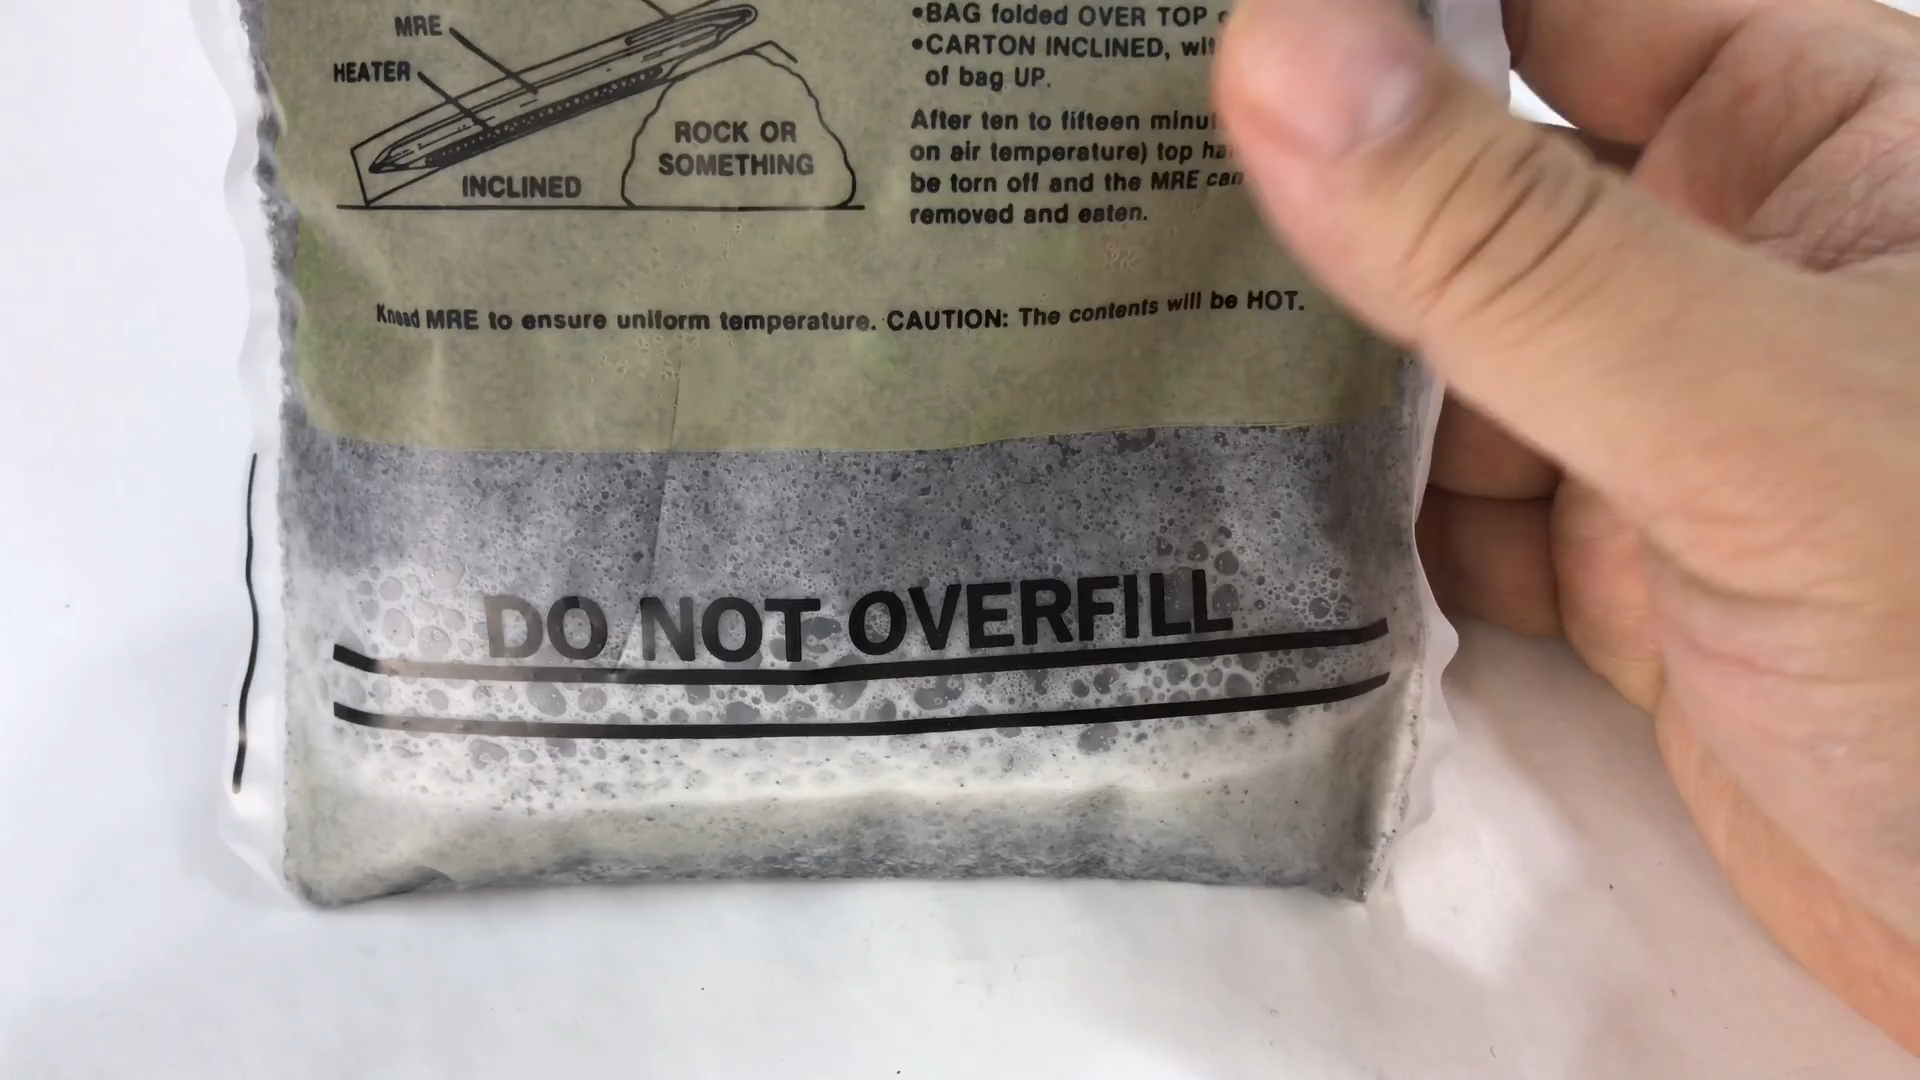 MRE
HEATER
ROCK OR
SOMETHING
INCLINED
•BAG folded OVER TOP
•CARTON INCLINED,
of bag UP.
After ten to fifteen
on air temperature) top
be torn off and the MRE can
removed and eaten.
Knead MRE to ensure uniform temperature. CAUTION: The contents will be HOT.
DO NOT OVERFILL